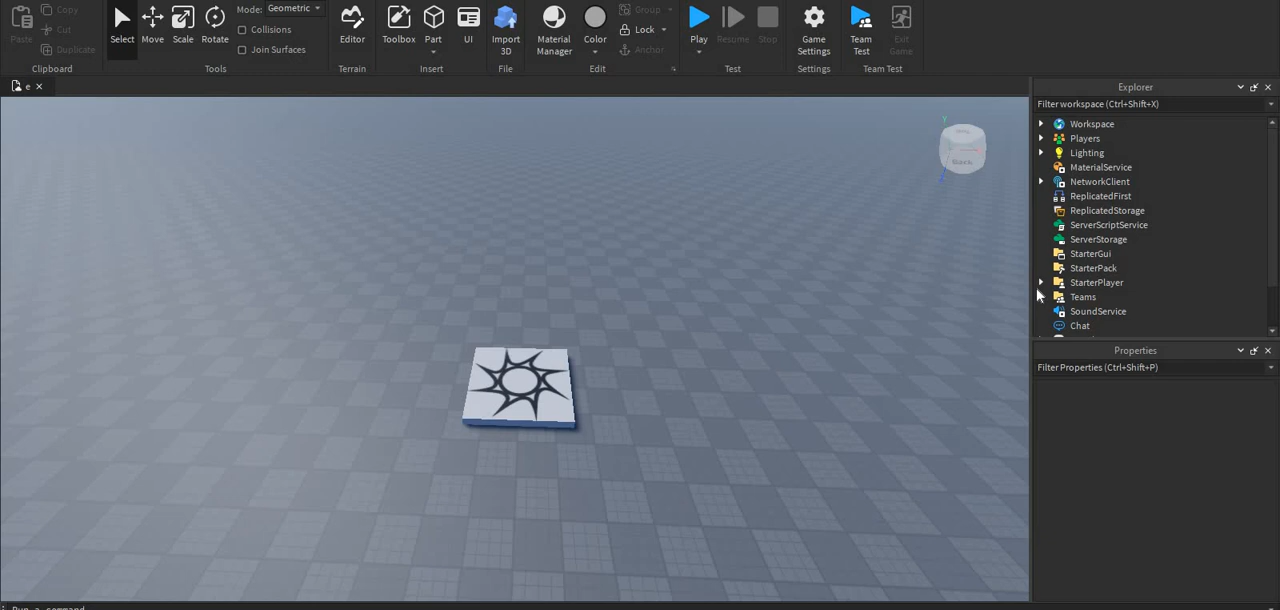 Paste
Copy
Cut
Duplicate
Clipboard
Select
Move
Scale
Rotate
Mode: Geometric
Collisions
Join Surfaces
Tools
Editor
Terrain
Toolbox
Part
UI
Insert
Import
3D
File
Material
Manager
Color
Group
Lock
Anchor
Edit
Play
Resume
Stop
Test
Game
Settings
Settings
Team
Test
Exit
Game
Team Test
e
Explorer
Filter workspace (Ctrl+Shift+X)
Workspace
Players
Lighting
MaterialService
NetworkClient
ReplicatedFirst
ReplicatedStorage
ServerScriptService
ServerStorage
StarterGui
StarterPack
StarterPlayer
Teams
SoundService
Chat
Properties
Filter Properties (Ctrl+Shift+P)
y
Back
Run a command